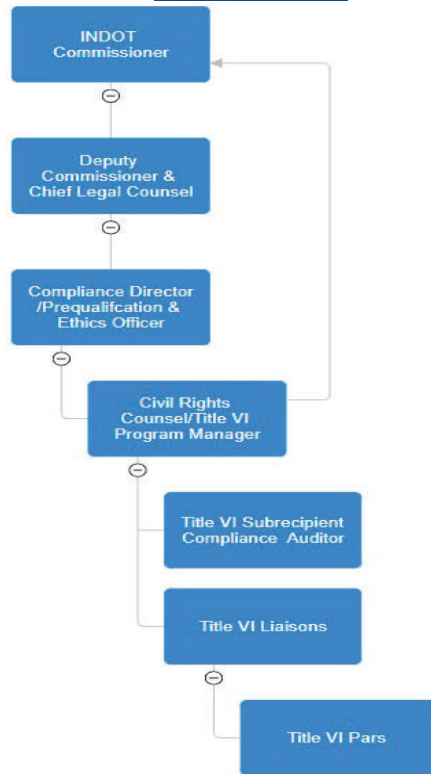 INDOT
Commissioner
Deputy
Commissioner &
Chief Legal Counsel
Compliance Director
/Prequalifcation &
Ethics Officer
Civil Rights
Counsel/Title VI
Program Manager
Title VI Subrecipient
Compliance Auditor
Title VI Liaisons
Title VI Pars